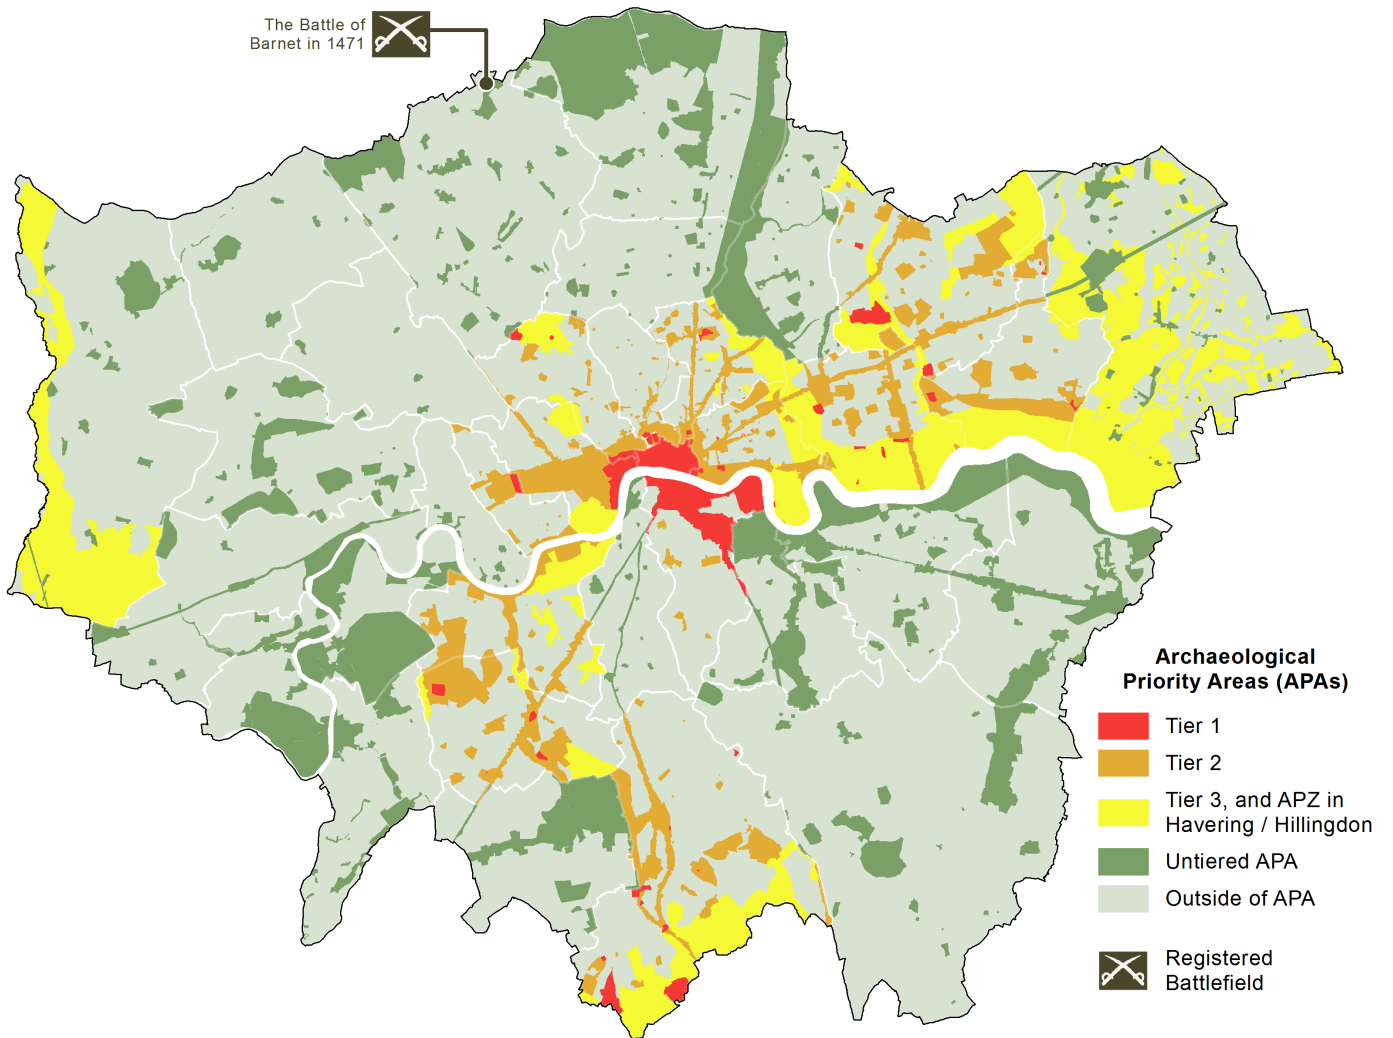 The Battle of
Barnet in 1471
Archaeological
Priority Areas (APAs)
Tier 1
Tier 2
Tier 3, and APZ in
Havering / Hillingdon
Untiered APA
Outside of APA
Registered
Battlefield